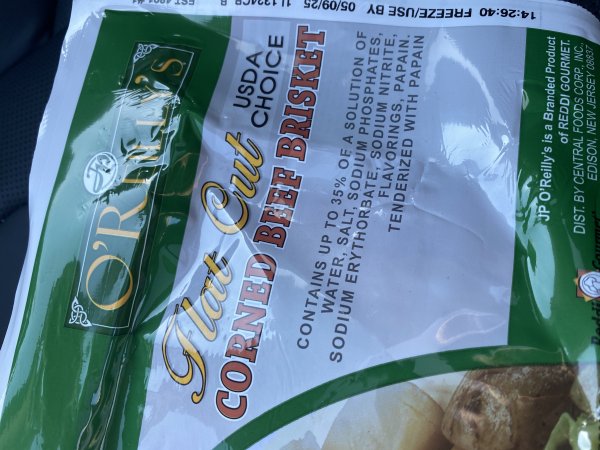 JP
O'REILLY'S
Flat Cut
USDA
CHOICE
CORNED BEEF BRISKET
CONTAINS UP TO 35% OF A SOLUTION OF
WATER, SALT, SODIUM PHOSPHATES,
SODIUM ERYTHORBATE, SODIUM NITRITE,
FLAVORINGS, PAPAIN,
TENDERIZED WITH PAPAIN
JP O'Reilly's is a Branded Product
of REDDI GOURMET.
DIST. BY CENTRAL FOODS CORP. INC.
EDISON, NEW JERSEY 08837
14:26:40 FREEZE/USE BY 05/09/25